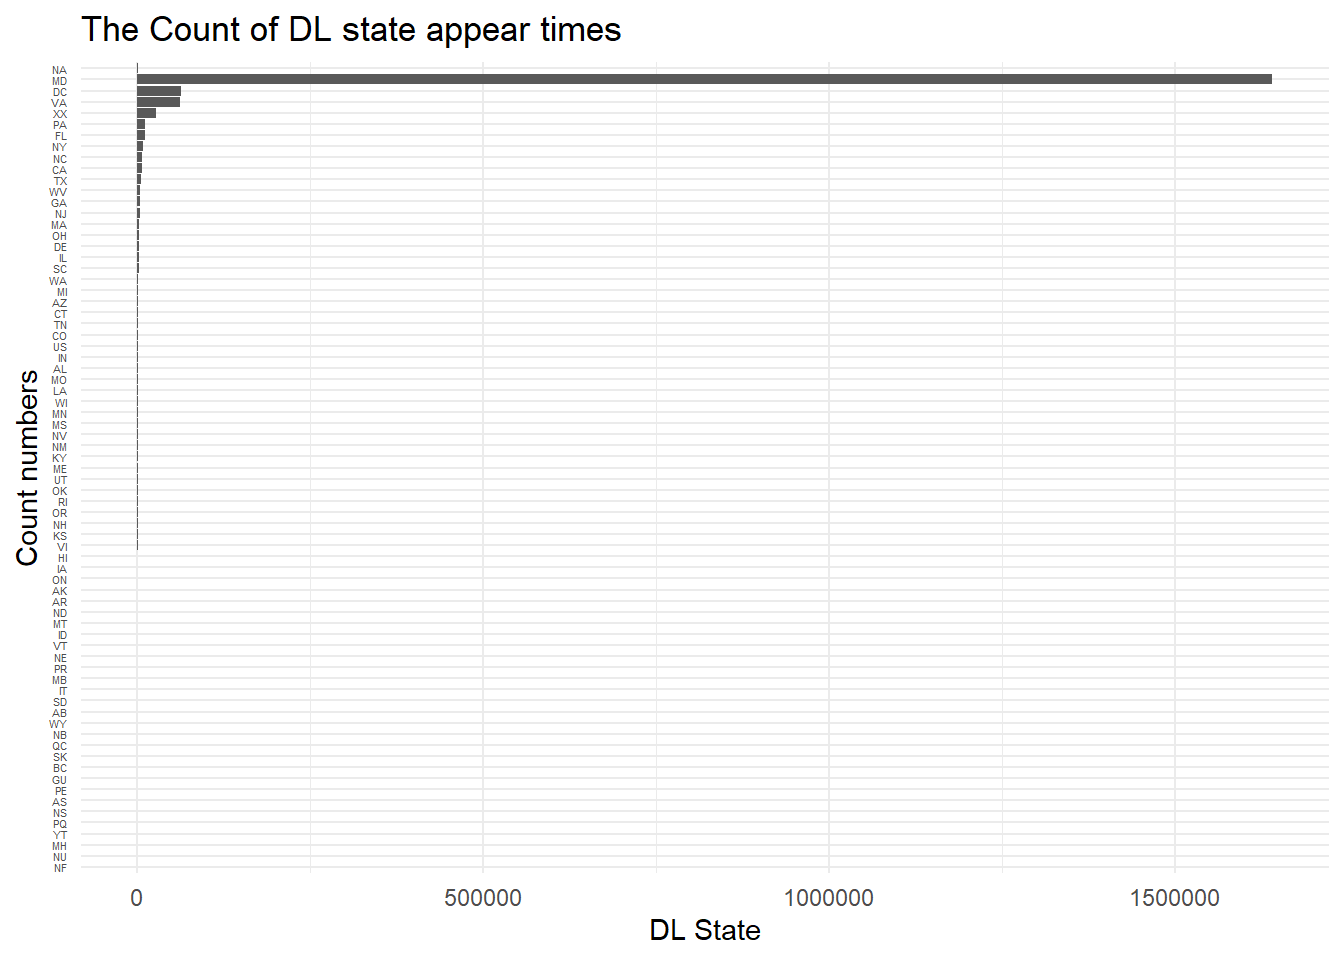 The Count of DL state appear times
NA
MD
DC
VA
XX
PA
FL
NY
NC
CA
TX
WV
GA
NJ
MA
OH
DE
IL
SC
WA
MI
AZ
CT
TN
CO
US
IN
AL
MO
LA
WI
MN
MS
NV
NM
KY
ME
UT
OK
RI
OR
NH
KS
VI
HI
IA
ON
AK
AR
ND
MT
ID
VT
NE
PR
MB
IT
SD
AB
WY
NB
QC
SK
BC
GU
PE
AS
NS
PQ
YT
MH
NU
NF
Count numbers
0 500000 1000000 1500000
DL State